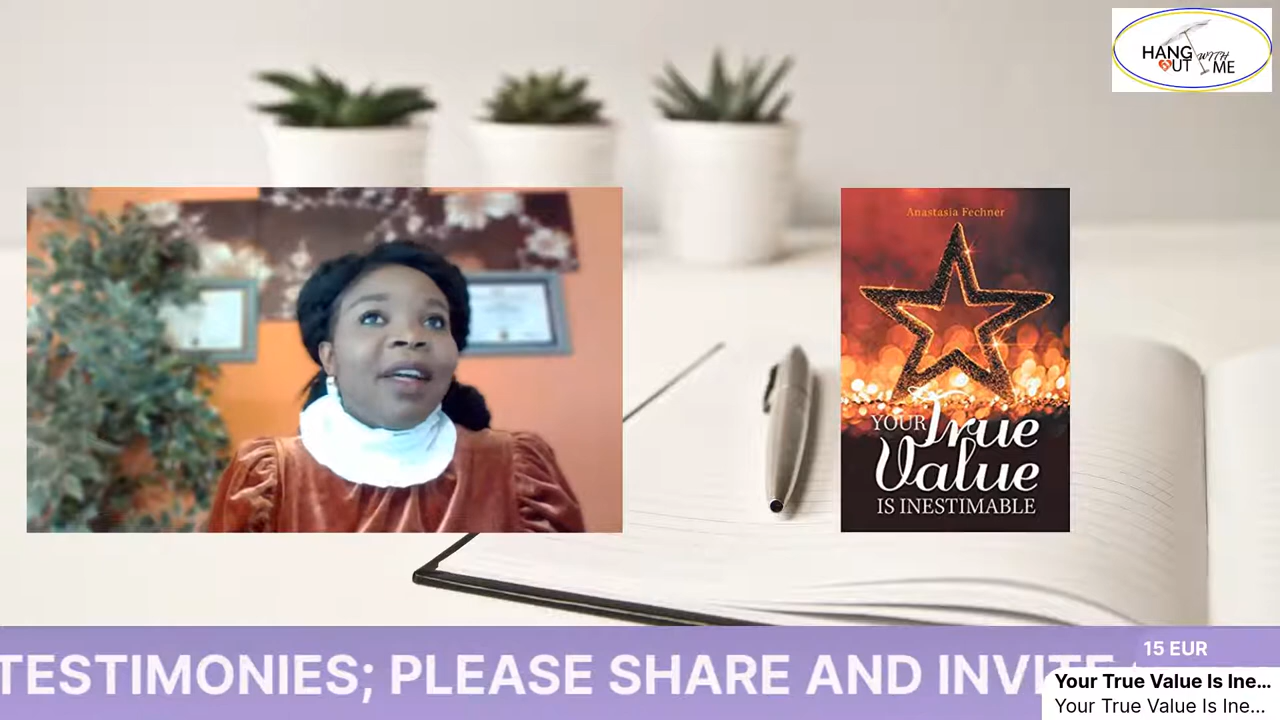 HANG WITH
OUT ME
Anastasia Fechner
YOUR True
Value
IS INESTIMABLE
TESTIMONIES; PLEASE SHARE AND INVITE
15 EUR
Your True Value Is Ine...
Your True Value Is Ine...